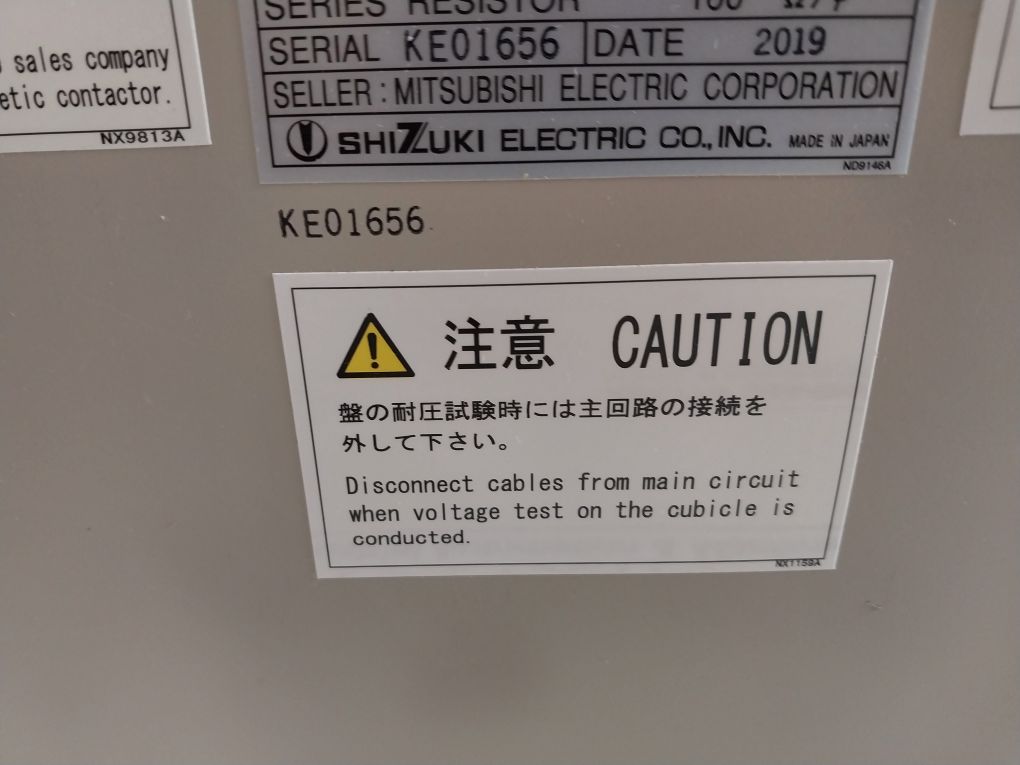 SERIES RESISTOR 100 Ω/φ
sales company
etic contactor.
NX9813A
SERIAL KE01656 DATE 2019
SELLER : MITSUBISHI ELECTRIC CORPORATION
SHIZUKI ELECTRIC CO., INC. MADE IN JAPAN
ND9146A
KE01656
注意 CAUTION
盤の耐圧試験時には主回路の接続を
外して下さい。
Disconnect cables from main circuit
when voltage test on the cubicle is
conducted.
NX1159A